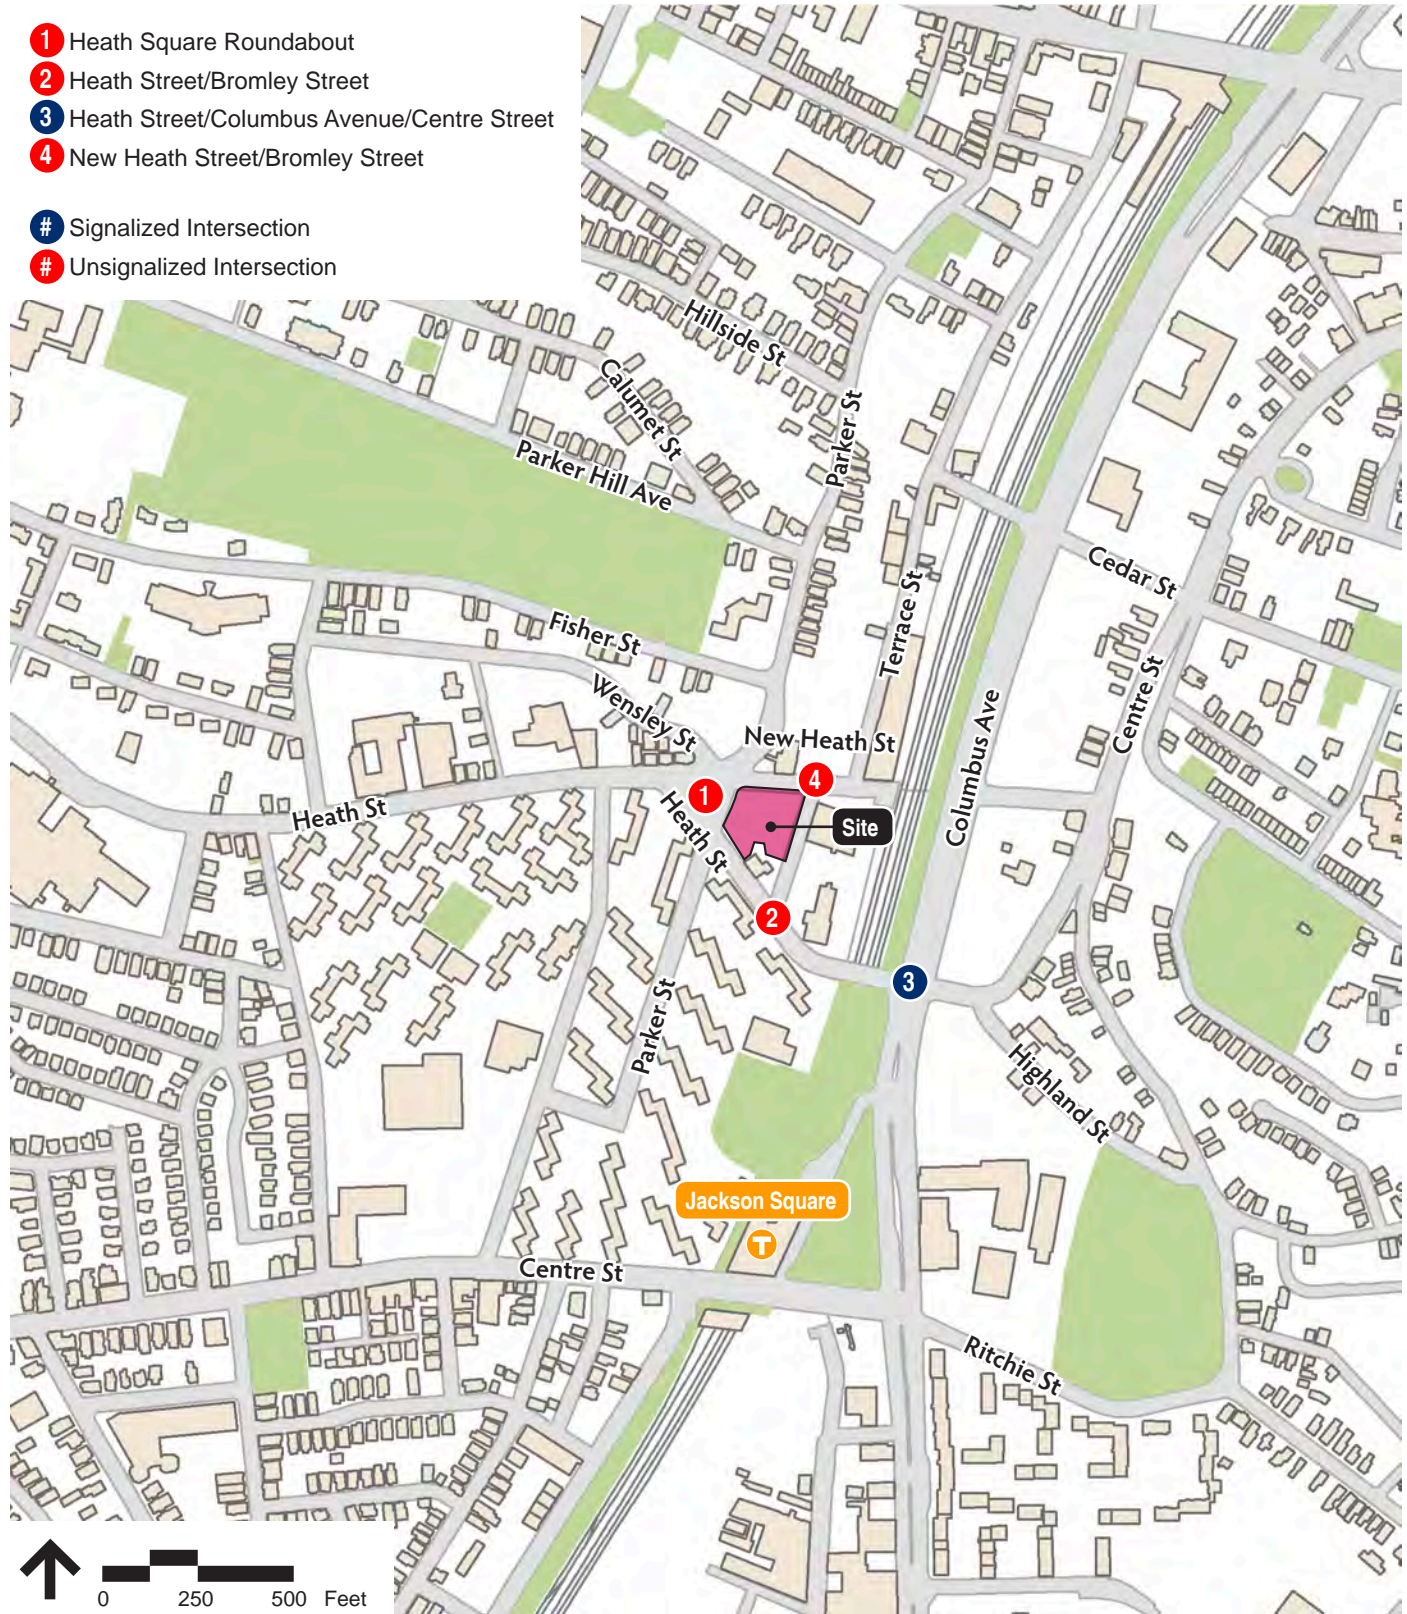 1 Heath Square Roundabout
2 Heath Street/Bromley Street
3 Heath Street/Columbus Avenue/Centre Street
4 New Heath Street/Bromley Street
# Signalized Intersection
# Unsignalized Intersection
Hillside St
Calumet St
Parker St
Parker Hill Ave
Cedar St
Terrace St
Fisher St
Centre St
Wensley St
Columbus Ave
New Heath St
4
1
Heath St
Heath St
Site
2
3
Parker St
Highland St
Jackson Square
T
Centre St
Ritchie St
0 250 500 Feet